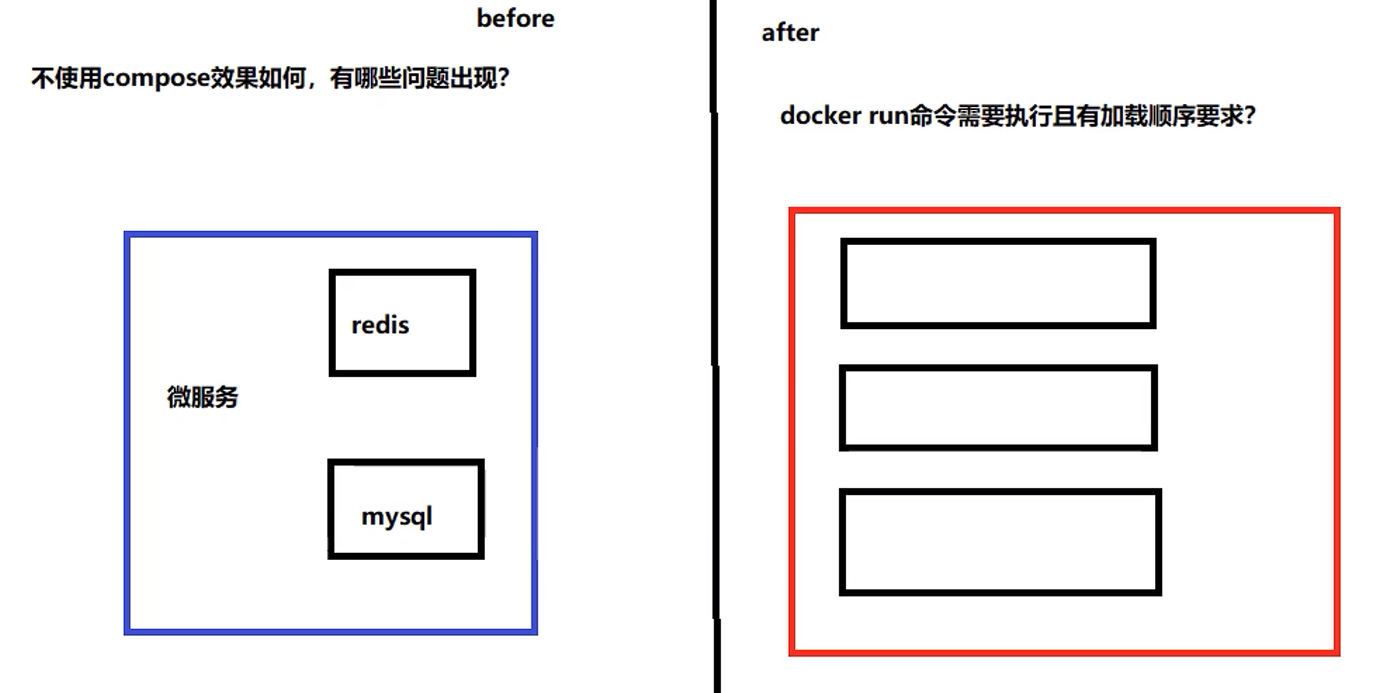 before
不使用compose效果如何，有哪些问题出现？
redis
微服务
mysql
after
docker run命令需要执行且有加载顺序要求？